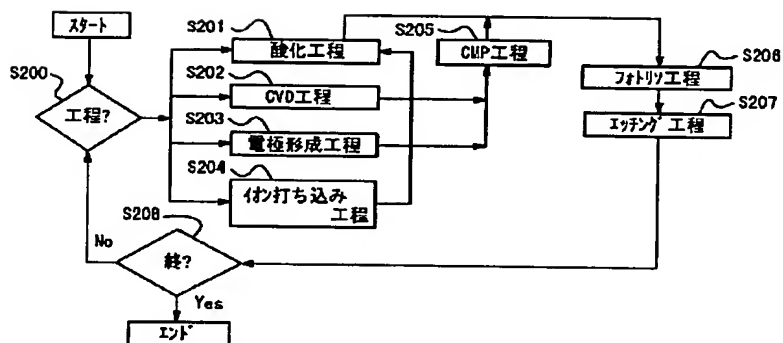 スタート
S200
工程?
S201
酸化工程
S202
CVD工程
S203
電極形成工程
S204
イオン打ち込み
工程
S205
CMP工程
S206
フォトリソ工程
S207
エッチング工程
S208
終?
No
Yes
エンド